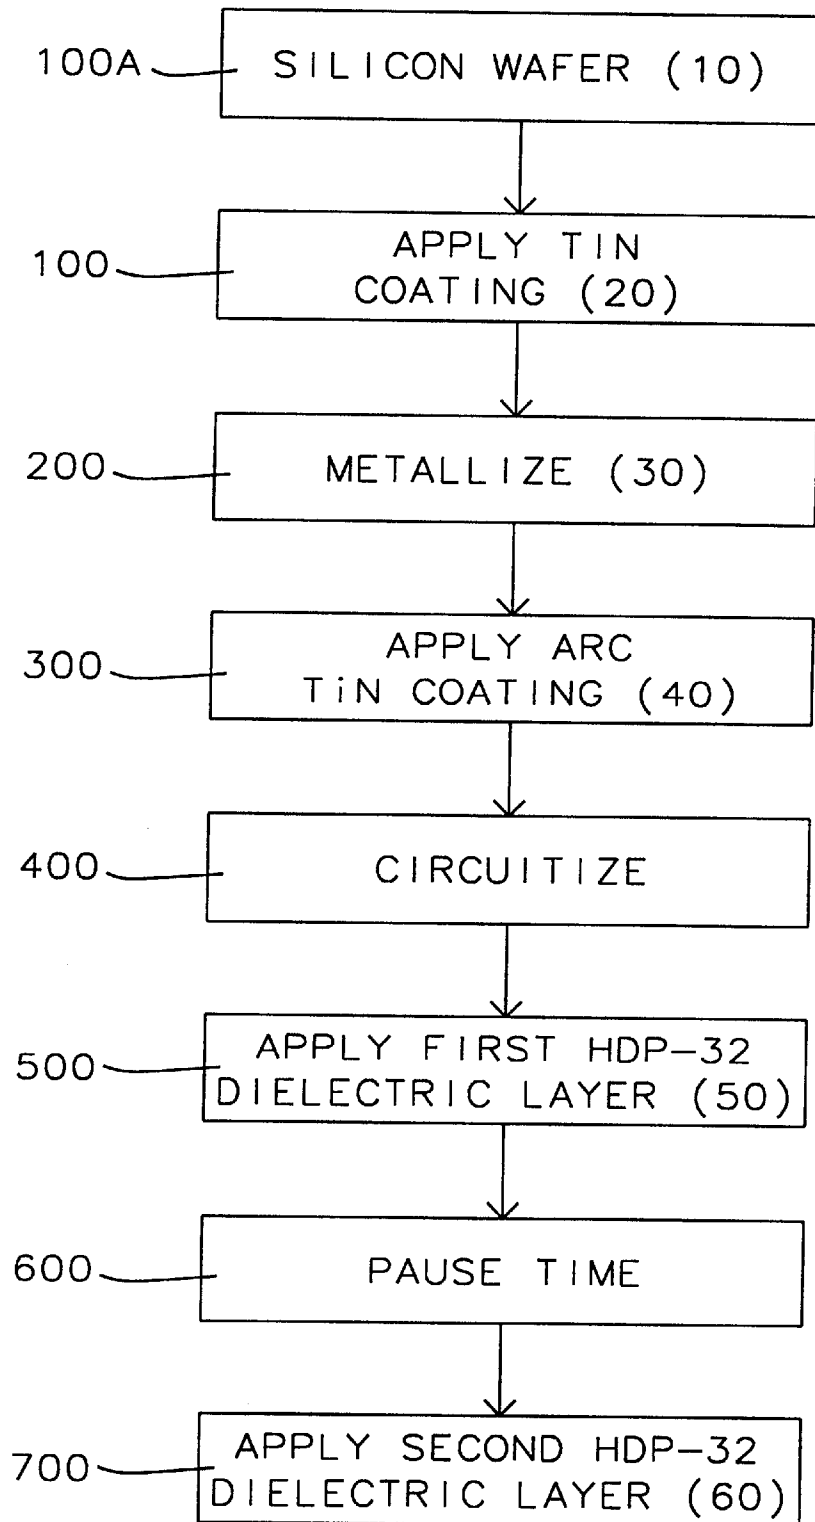 100A
SILICON WAFER (10)
100
APPLY TIN
COATING (20)
200
METALLIZE (30)
300
APPLY ARC
TiN COATING (40)
400
CIRCUITIZE
500
APPLY FIRST HDP-32
DIELECTRIC LAYER (50)
600
PAUSE TIME
700
APPLY SECOND HDP-32
DIELECTRIC LAYER (60)